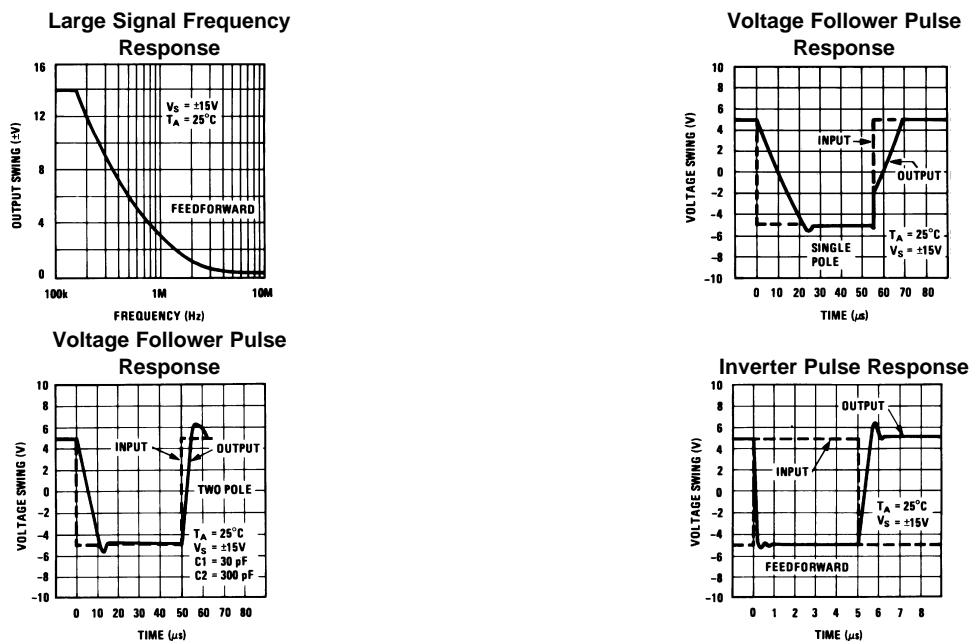 Large Signal Frequency
Response
16
12
8
4
0
OUTPUT SWING (±V)
VS = ±15V
TA = 25°C
FEEDFORWARD
100k 1M 10M
FREQUENCY (Hz)
Voltage Follower Pulse
Response
10
8
6
4
2
0
−2
−4
−6
−8
−10
VOLTAGE SWING (V)
INPUT
OUTPUT
SINGLE
POLE
TA = 25°C
VS = ±15V
0 10 20 30 40 50 60 70 80
TIME (μs)
Voltage Follower Pulse
Response
10
8
6
4
2
0
−2
−4
−6
−8
−10
VOLTAGE SWING (V)
INPUT
OUTPUT
TWO POLE
TA = 25°C
VS = ±15V
C1 = 30 pF
C2 = 300 pF
0 10 20 30 40 50 60 70 80
TIME (μs)
Inverter Pulse Response
10
8
6
4
2
0
−2
−4
−6
−8
−10
VOLTAGE SWING (V)
OUTPUT
INPUT
TA = 25°C
VS = ±15V
FEEDFORWARD
0 1 2 3 4 5 6 7 8
TIME (μs)